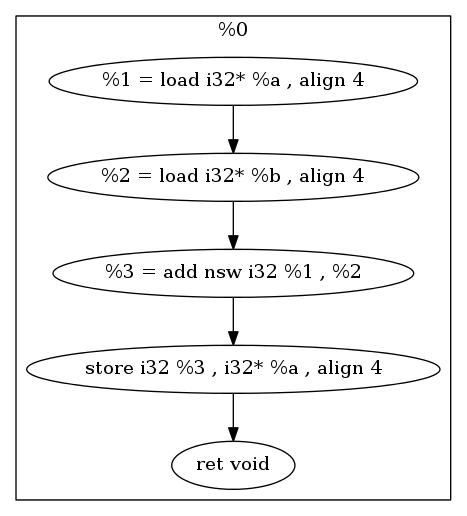 %0
%1 = load i32* %a , align 4
%2 = load i32* %b , align 4
%3 = add nsw i32 %1 , %2
store i32 %3 , i32* %a , align 4
ret void